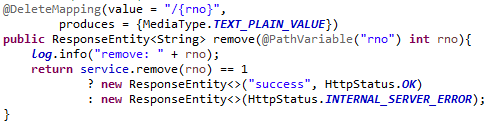 @DeleteMapping(value = "/{rno}",
        produces = {MediaType.TEXT_PLAIN_VALUE})
public ResponseEntity<String> remove(@PathVariable("rno") int rno){
    log.info("remove: " + rno);
    return service.remove(rno) == 1
            ? new ResponseEntity<>("success", HttpStatus.OK)
            : new ResponseEntity<>(HttpStatus.INTERNAL_SERVER_ERROR);
}